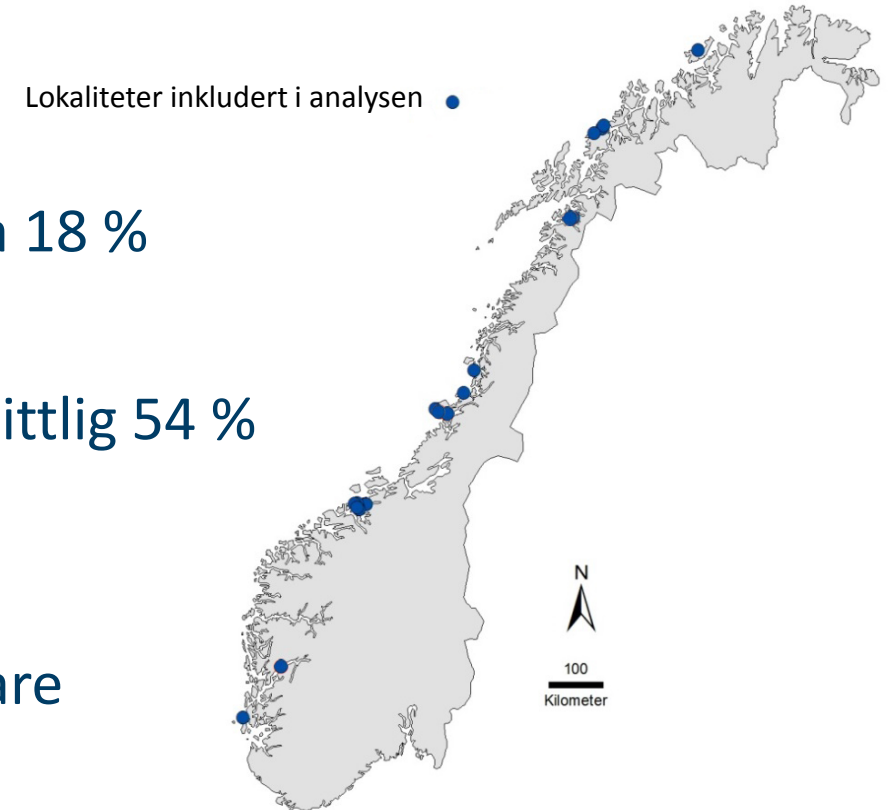 Lokaliteter inkludert i analysen
18 %
ittlig 54 %
are
N
100
Kilometer